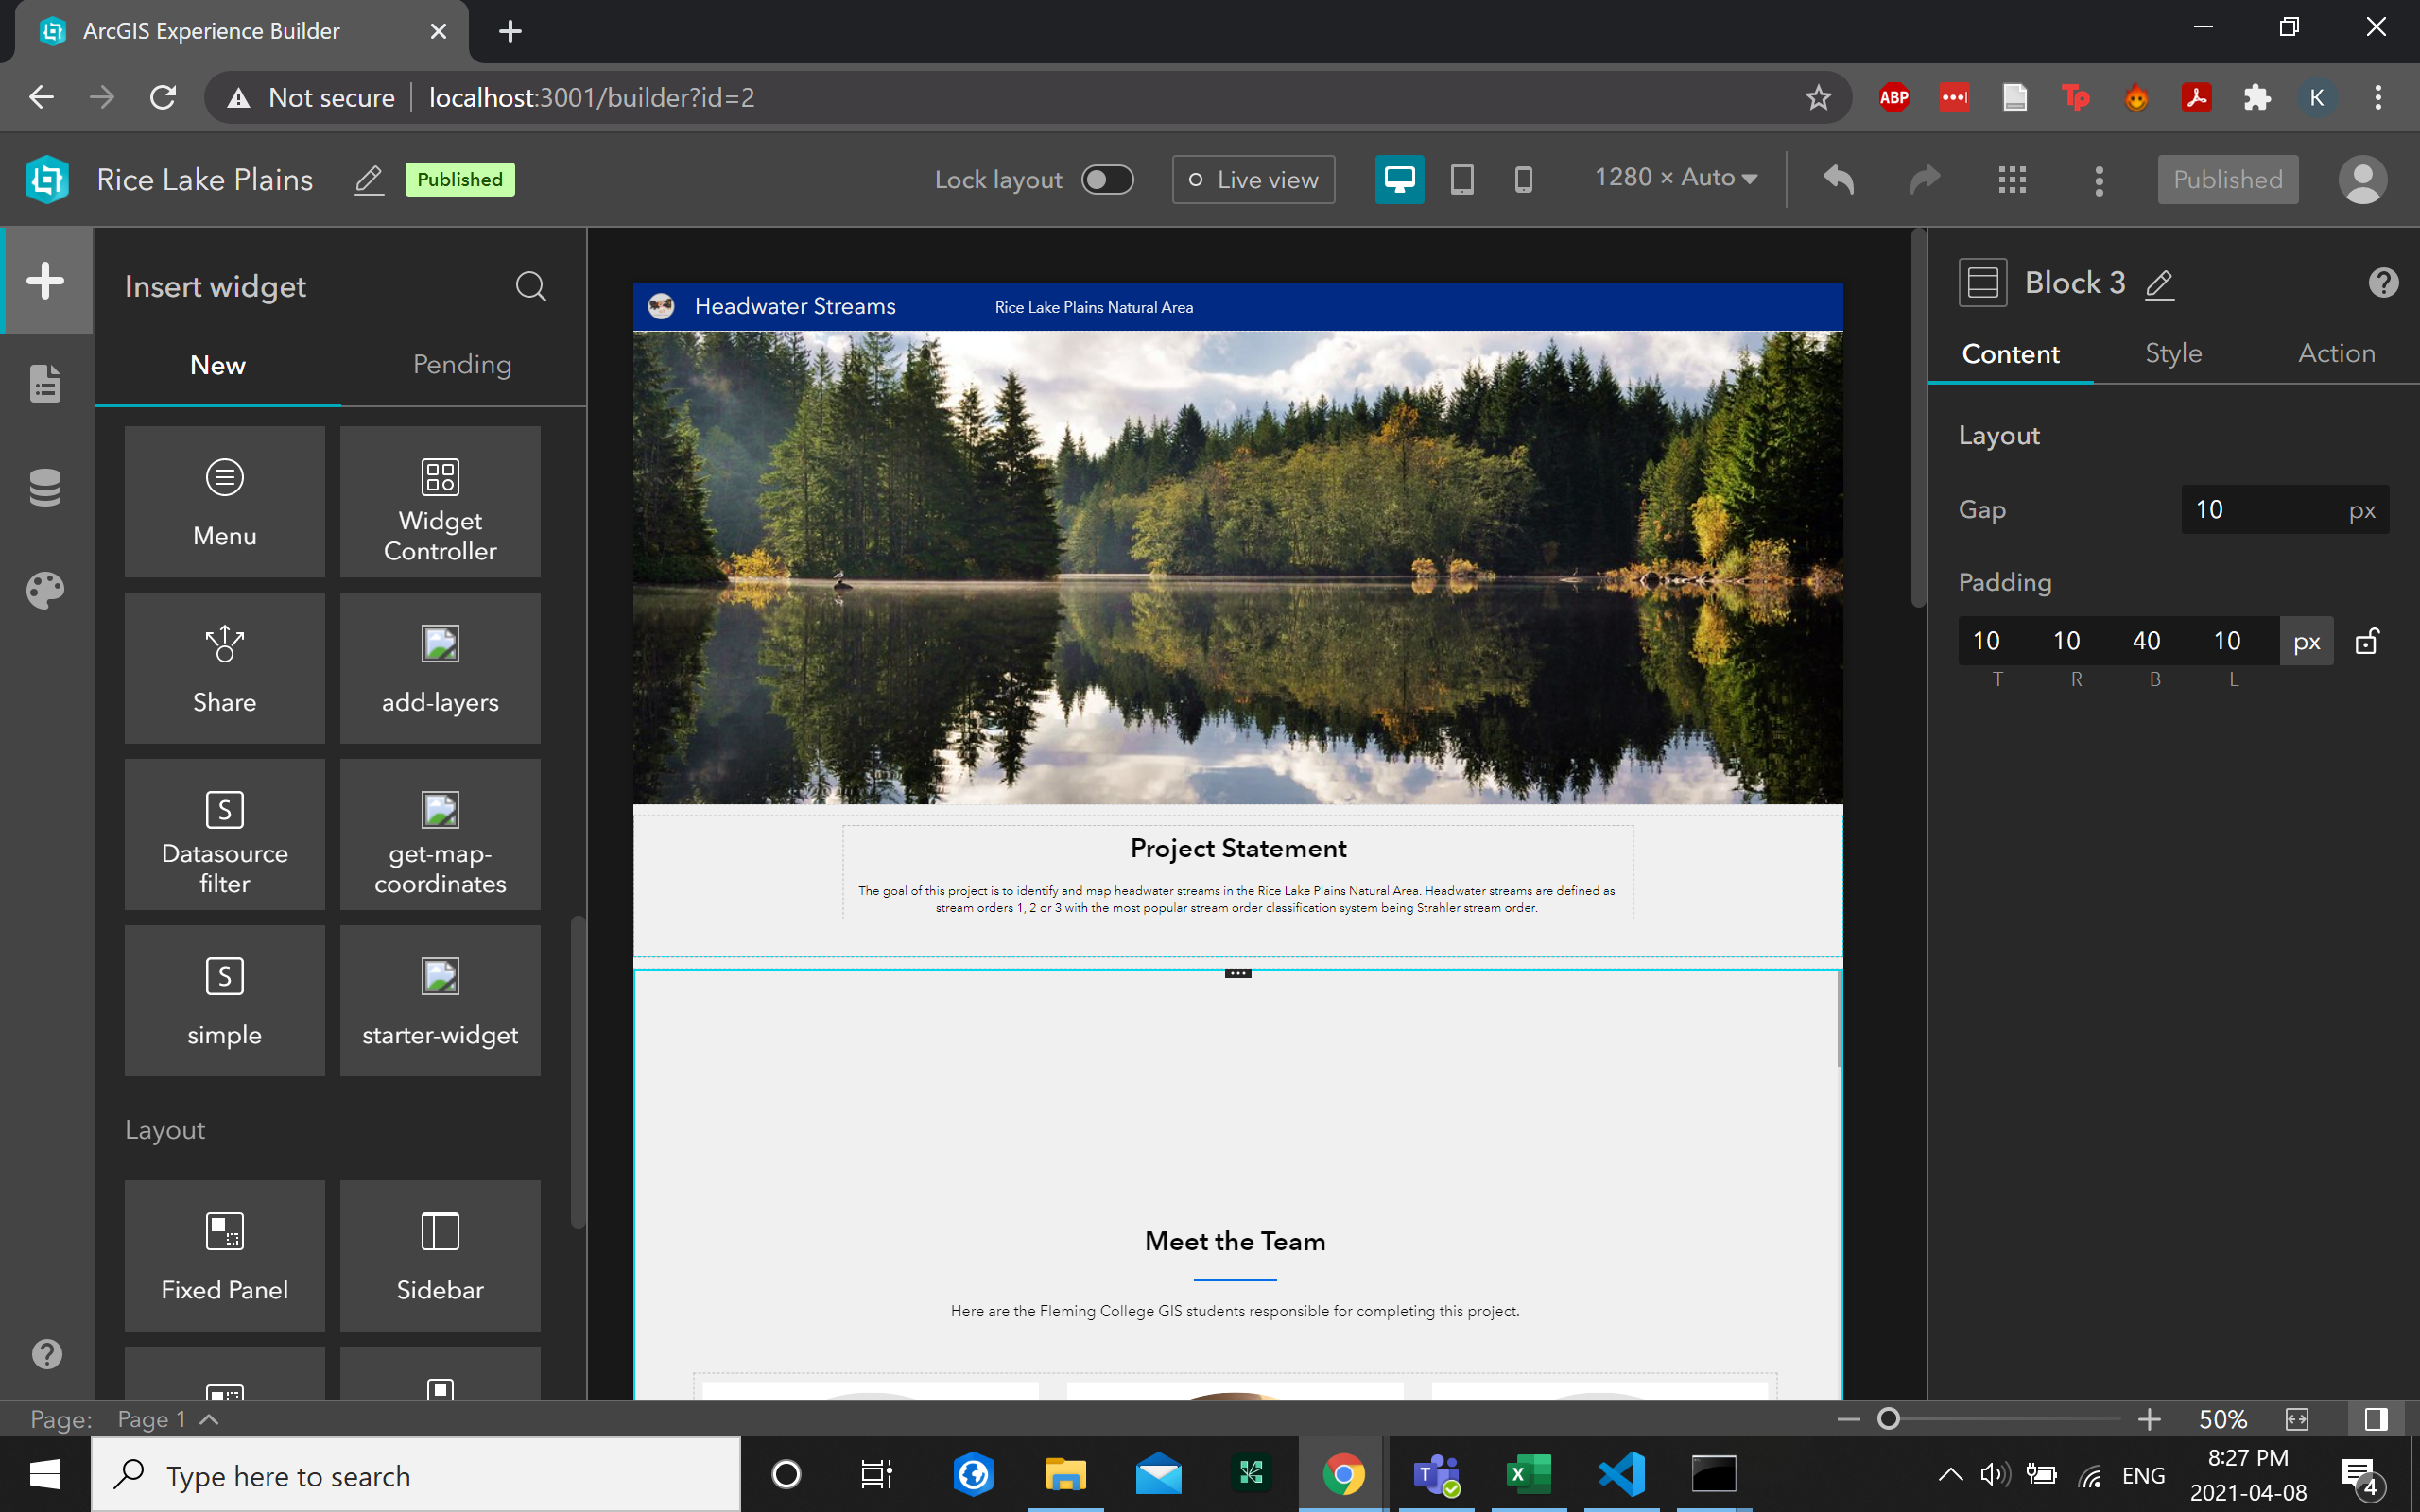 ArcGIS Experience Builder
Not secure
localhost:3001/builder?id=2
ABP
Tp
K
Rice Lake Plains
Published
Lock layout
Live view
1280 × Auto
Published
Insert widget
New
Pending
Menu
Widget
Controller
Share
add-layers
S
Datasource
filter
get-map-
coordinates
S
simple
starter-widget
Layout
Fixed Panel
Sidebar
Headwater Streams
Rice Lake Plains Natural Area
Project Statement
The goal of this project is to identify and map headwater streams in the Rice Lake Plains Natural Area. Headwater streams are defined as
stream orders 1, 2 or 3 with the most popular stream order classification system being Strahler stream order.
Meet the Team
Here are the Fleming College GIS students responsible for completing this project.
Block 3
Content
Style
Action
Layout
Gap
10
px
Padding
10 10 40 10 px
T R B L
Page:
Page 1
50%
Type here to search
ENG
8:27 PM
2021-04-08
4